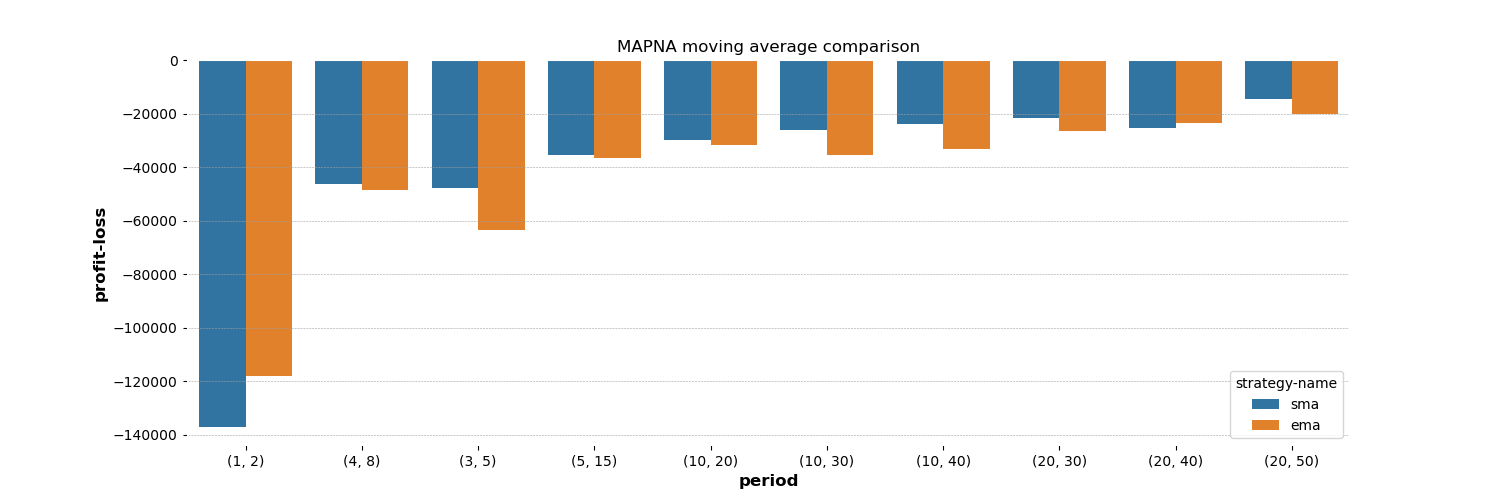 MAPNA moving average comparison
0
−20000
−40000
−60000
−80000
−100000
−120000
−140000
profit-loss
(1, 2) (4, 8) (3, 5) (5, 15) (10, 20) (10, 30) (10, 40) (20, 30) (20, 40) (20, 50)
period
strategy-name
sma
ema